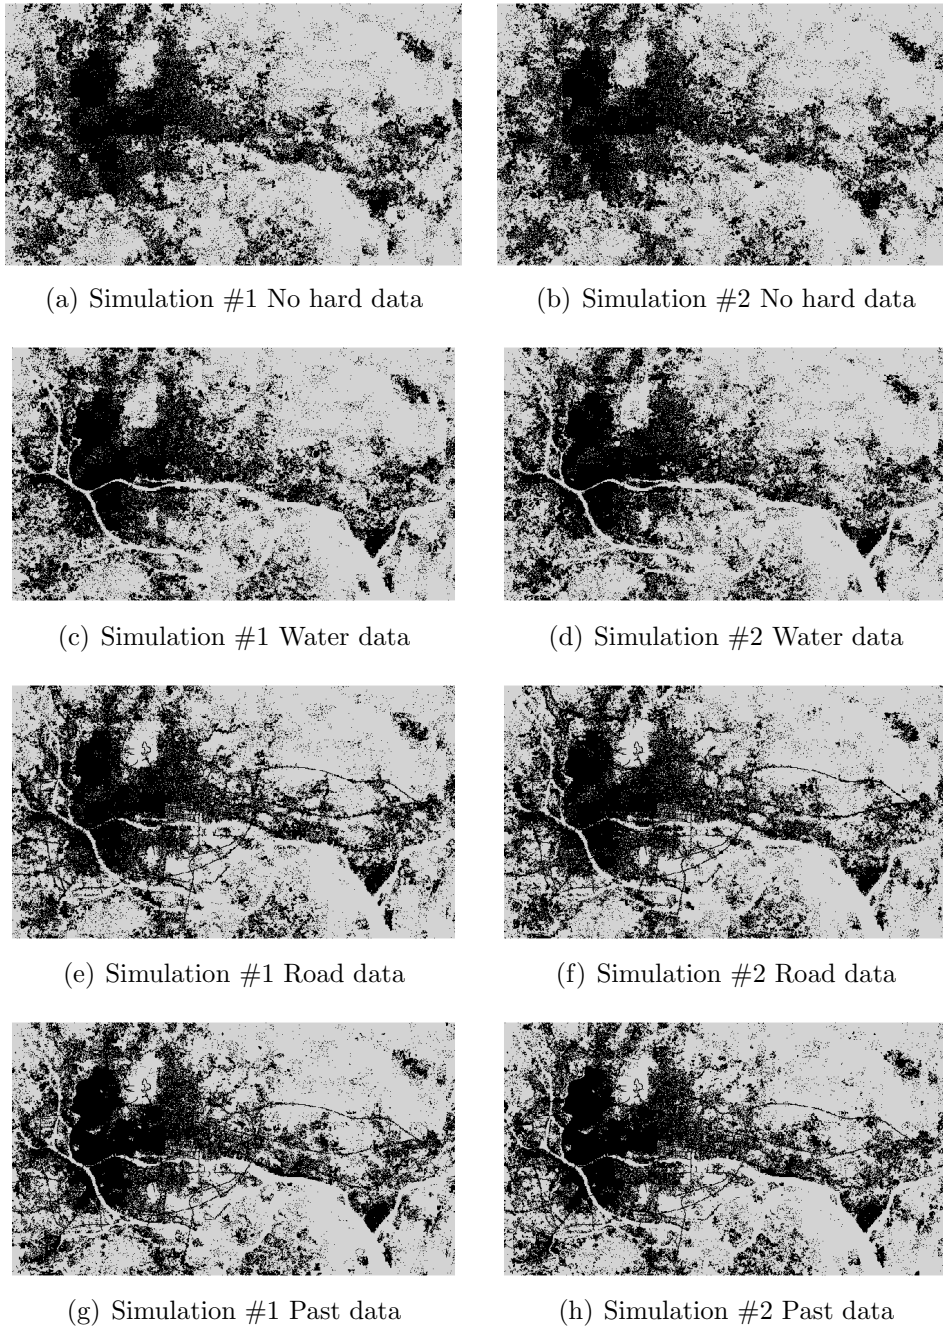 (a) Simulation #1 No hard data
(b) Simulation #2 No hard data
(c) Simulation #1 Water data
(d) Simulation #2 Water data
(e) Simulation #1 Road data
(f) Simulation #2 Road data
(g) Simulation #1 Past data
(h) Simulation #2 Past data